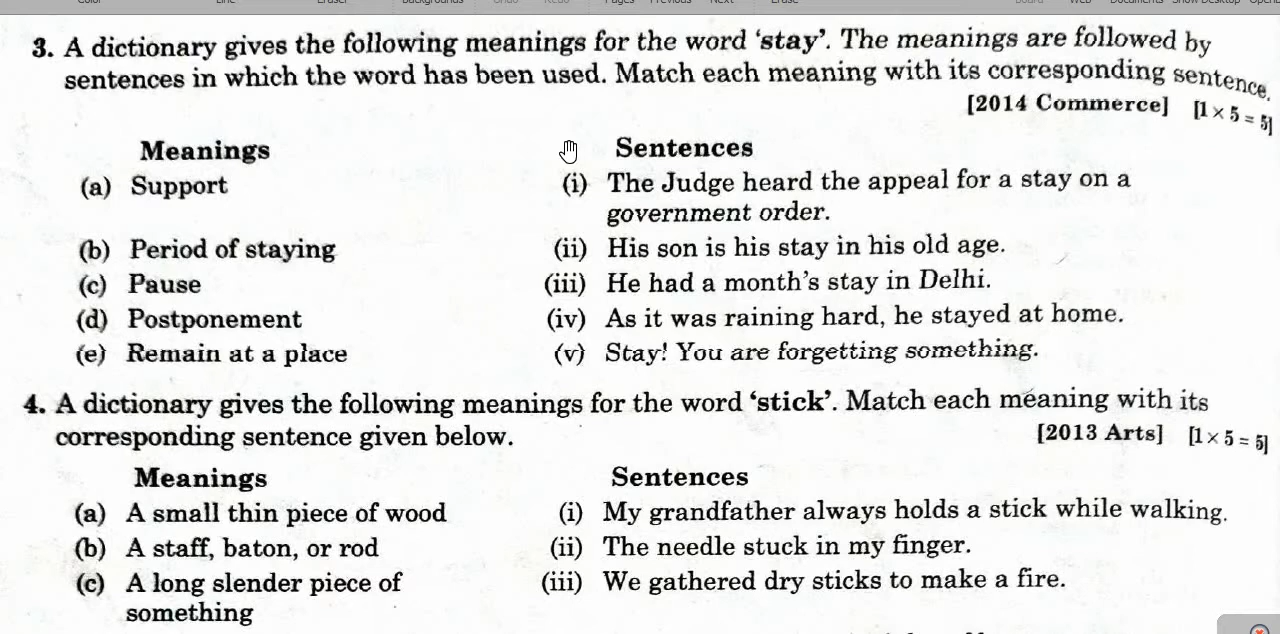 3. A dictionary gives the following meanings for the word ‘stay’. The meanings are followed by
sentences in which the word has been used. Match each meaning with its corresponding sentence.
[2014 Commerce] [1 × 5 = 5]
Meanings Sentences
(a) Support (i) The Judge heard the appeal for a stay on a
government order.
(b) Period of staying (ii) His son is his stay in his old age.
(c) Pause (iii) He had a month’s stay in Delhi.
(d) Postponement (iv) As it was raining hard, he stayed at home.
(e) Remain at a place (v) Stay! You are forgetting something.
4. A dictionary gives the following meanings for the word ‘stick’. Match each meaning with its
corresponding sentence given below. [2013 Arts] [1 × 5 = 5]
Meanings Sentences
(a) A small thin piece of wood (i) My grandfather always holds a stick while walking.
(b) A staff, baton, or rod (ii) The needle stuck in my finger.
(c) A long slender piece of (iii) We gathered dry sticks to make a fire.
something